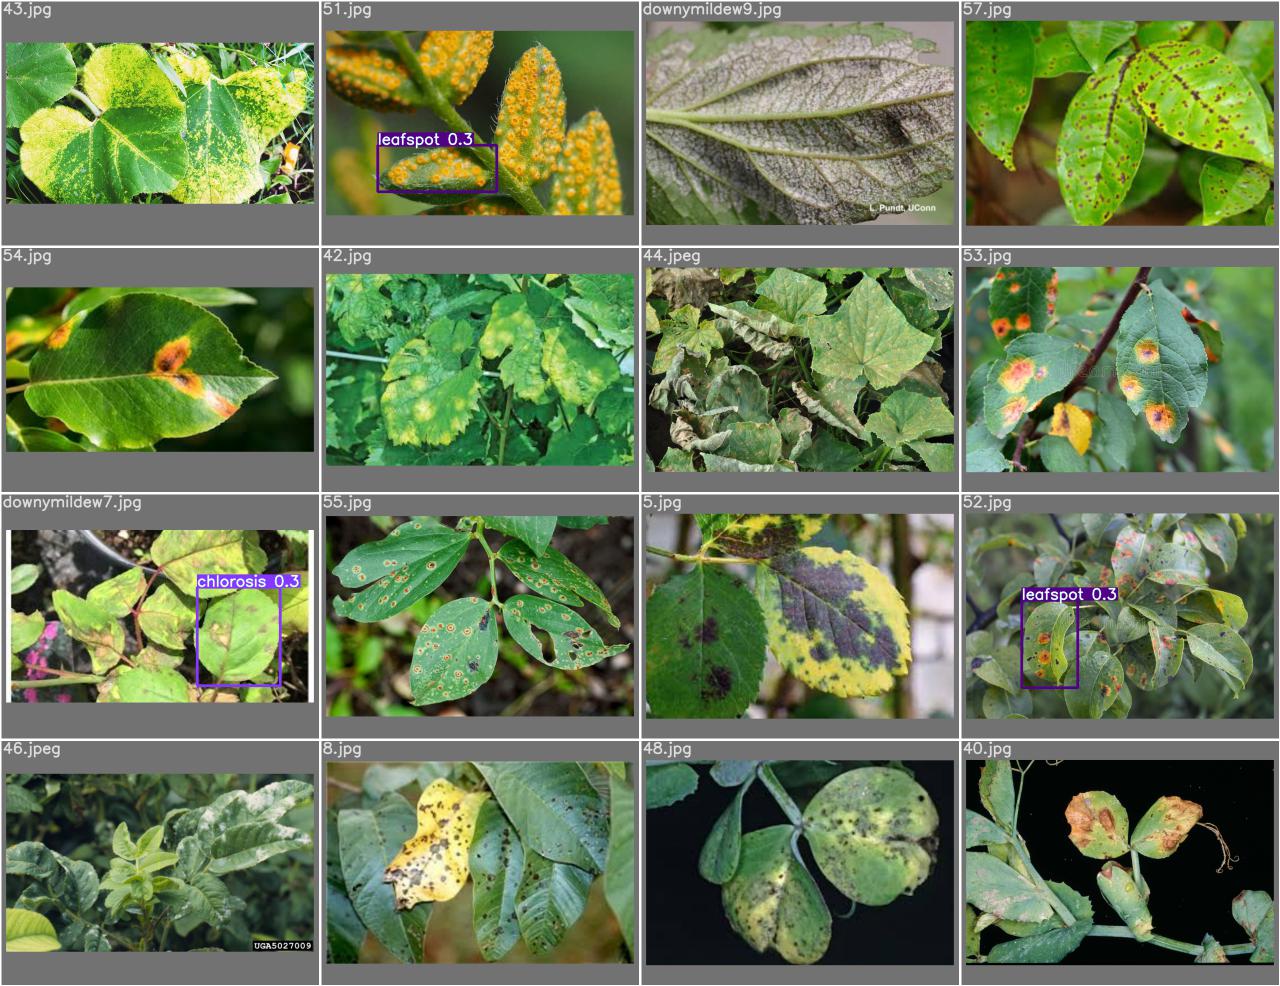 43.jpg
51.jpg
downymildew9.jpg
57.jpg
leafspot 0.3
L. Pundt, UConn
54.jpg
42.jpg
44.jpeg
53.jpg
downymildew7.jpg
55.jpg
5.jpg
52.jpg
chlorosis 0.3
leafspot 0.3
46.jpeg
8.jpg
48.jpg
40.jpg
UGA5027009